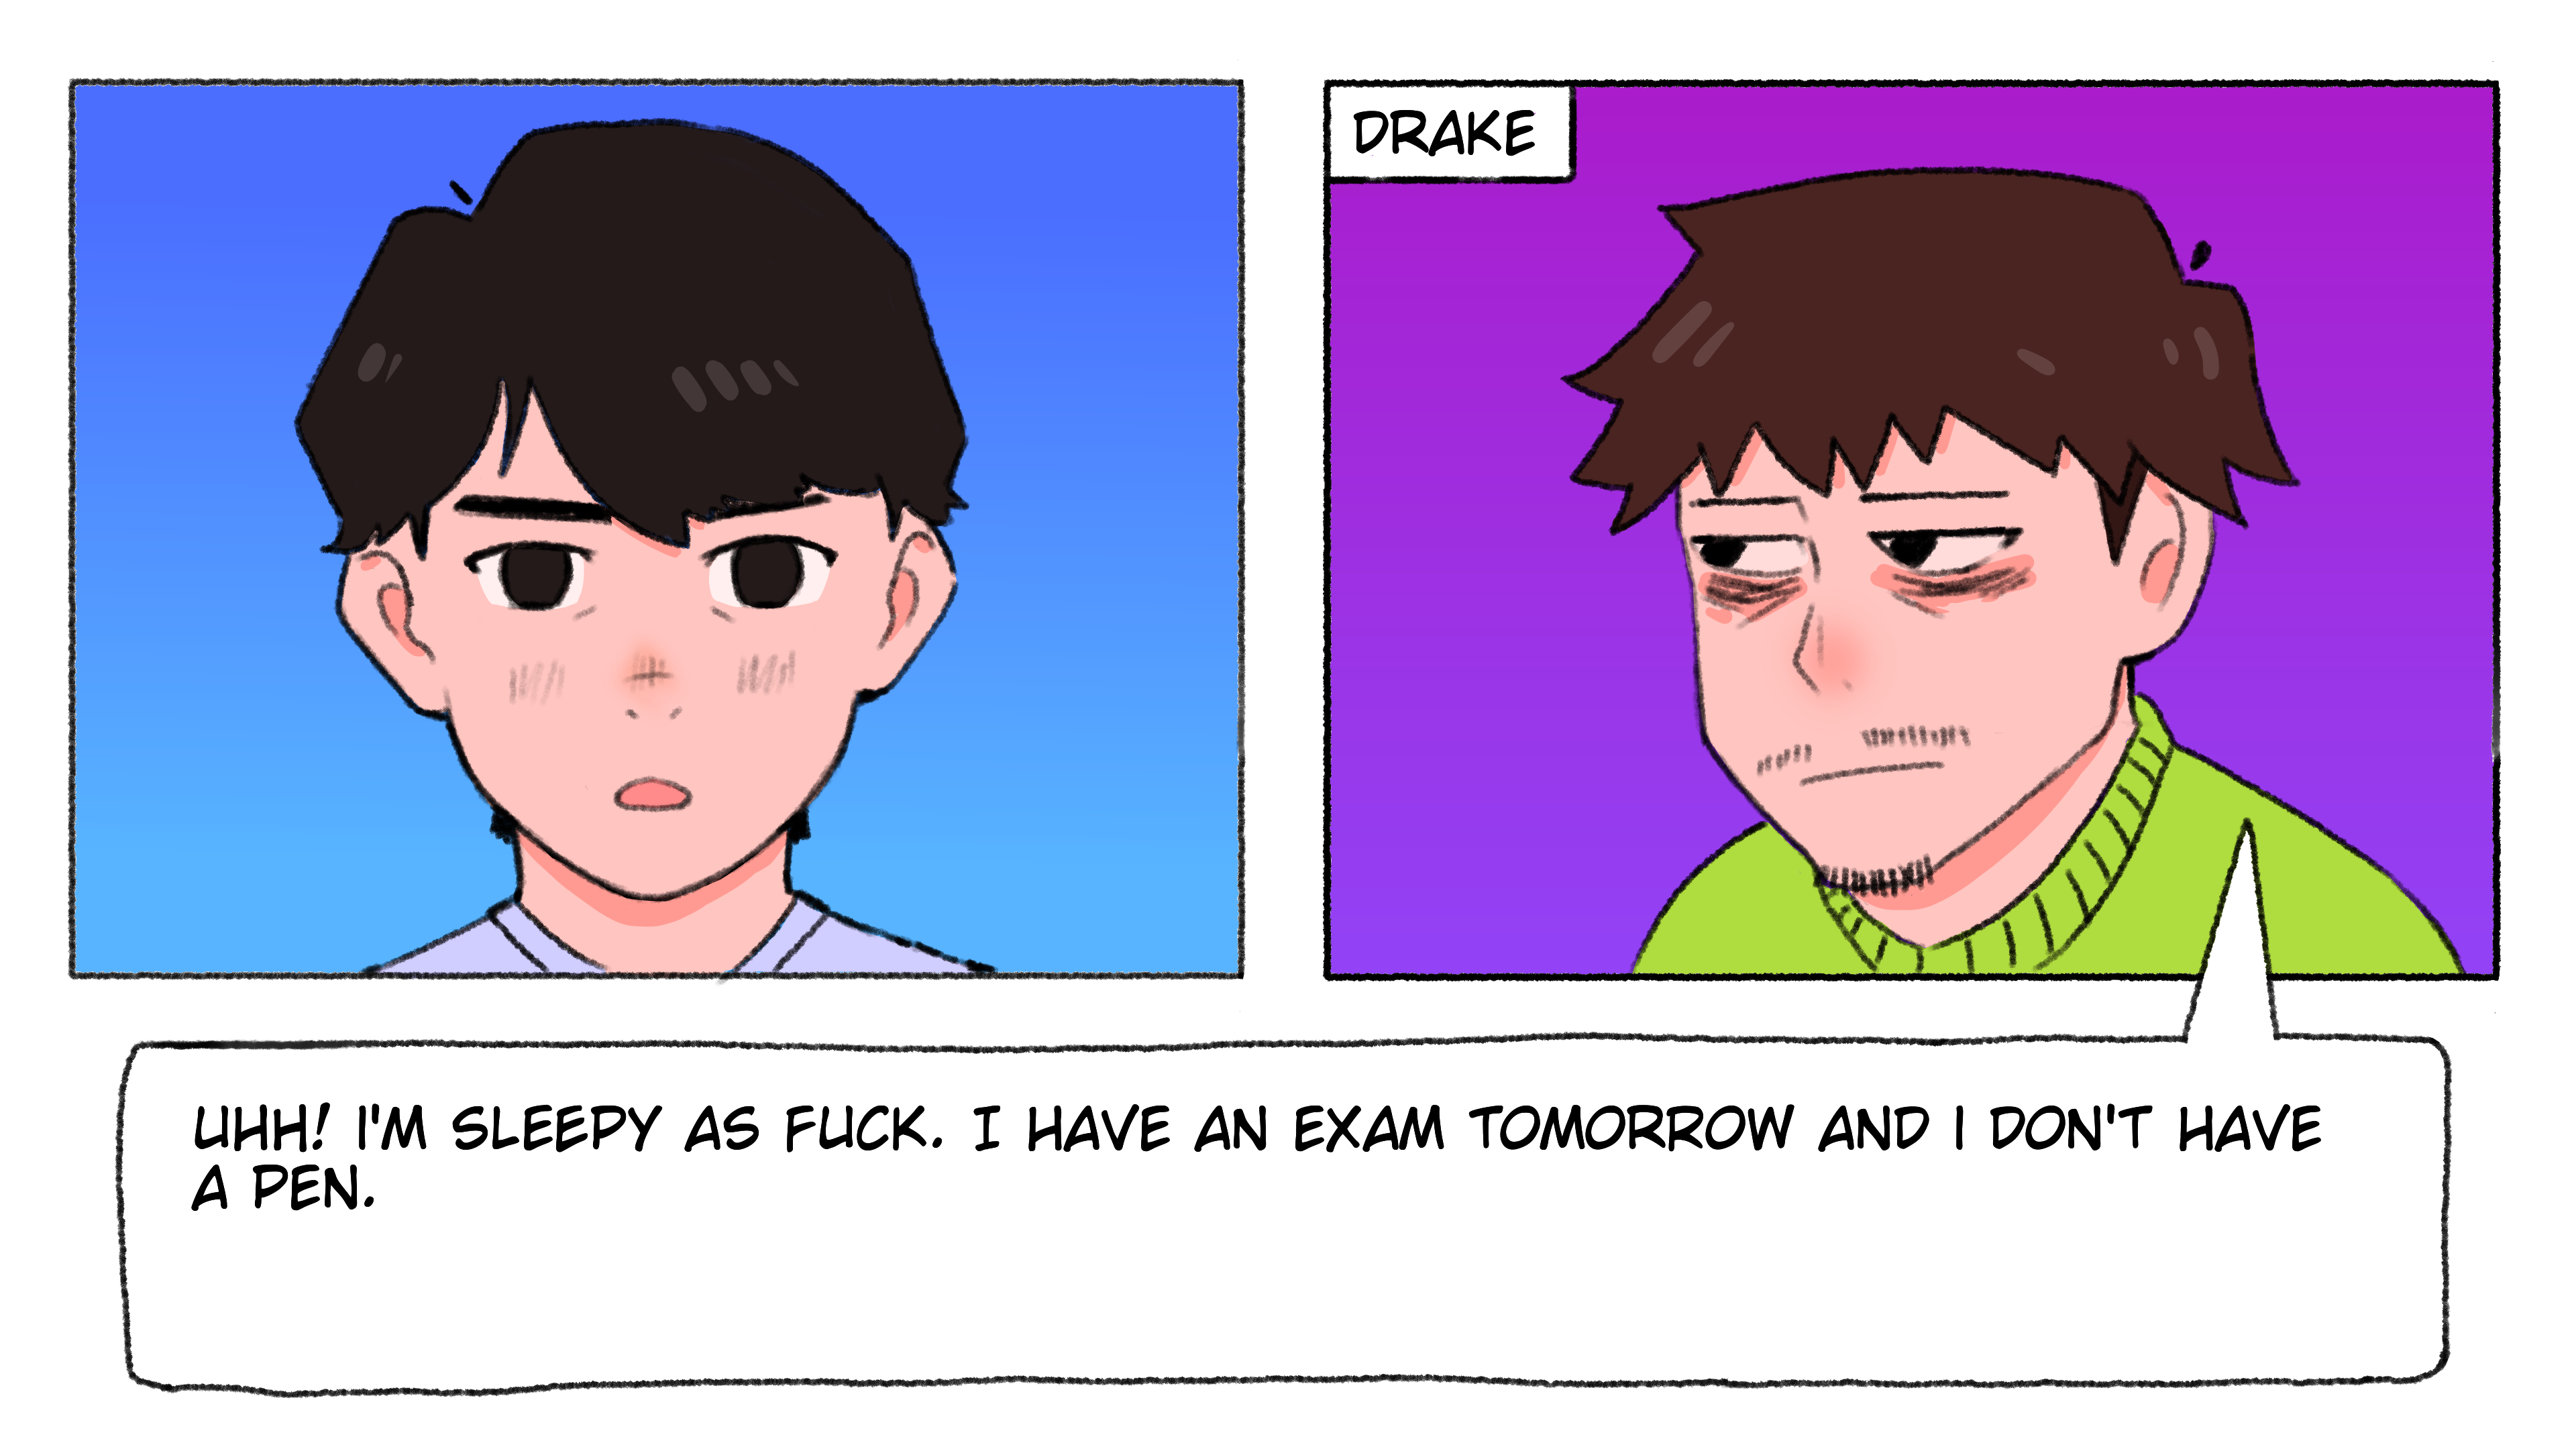 DRAKE
UHH! I'M SLEEPY AS FUCK. I HAVE AN EXAM TOMORROW AND I DON'T HAVE
A PEN.